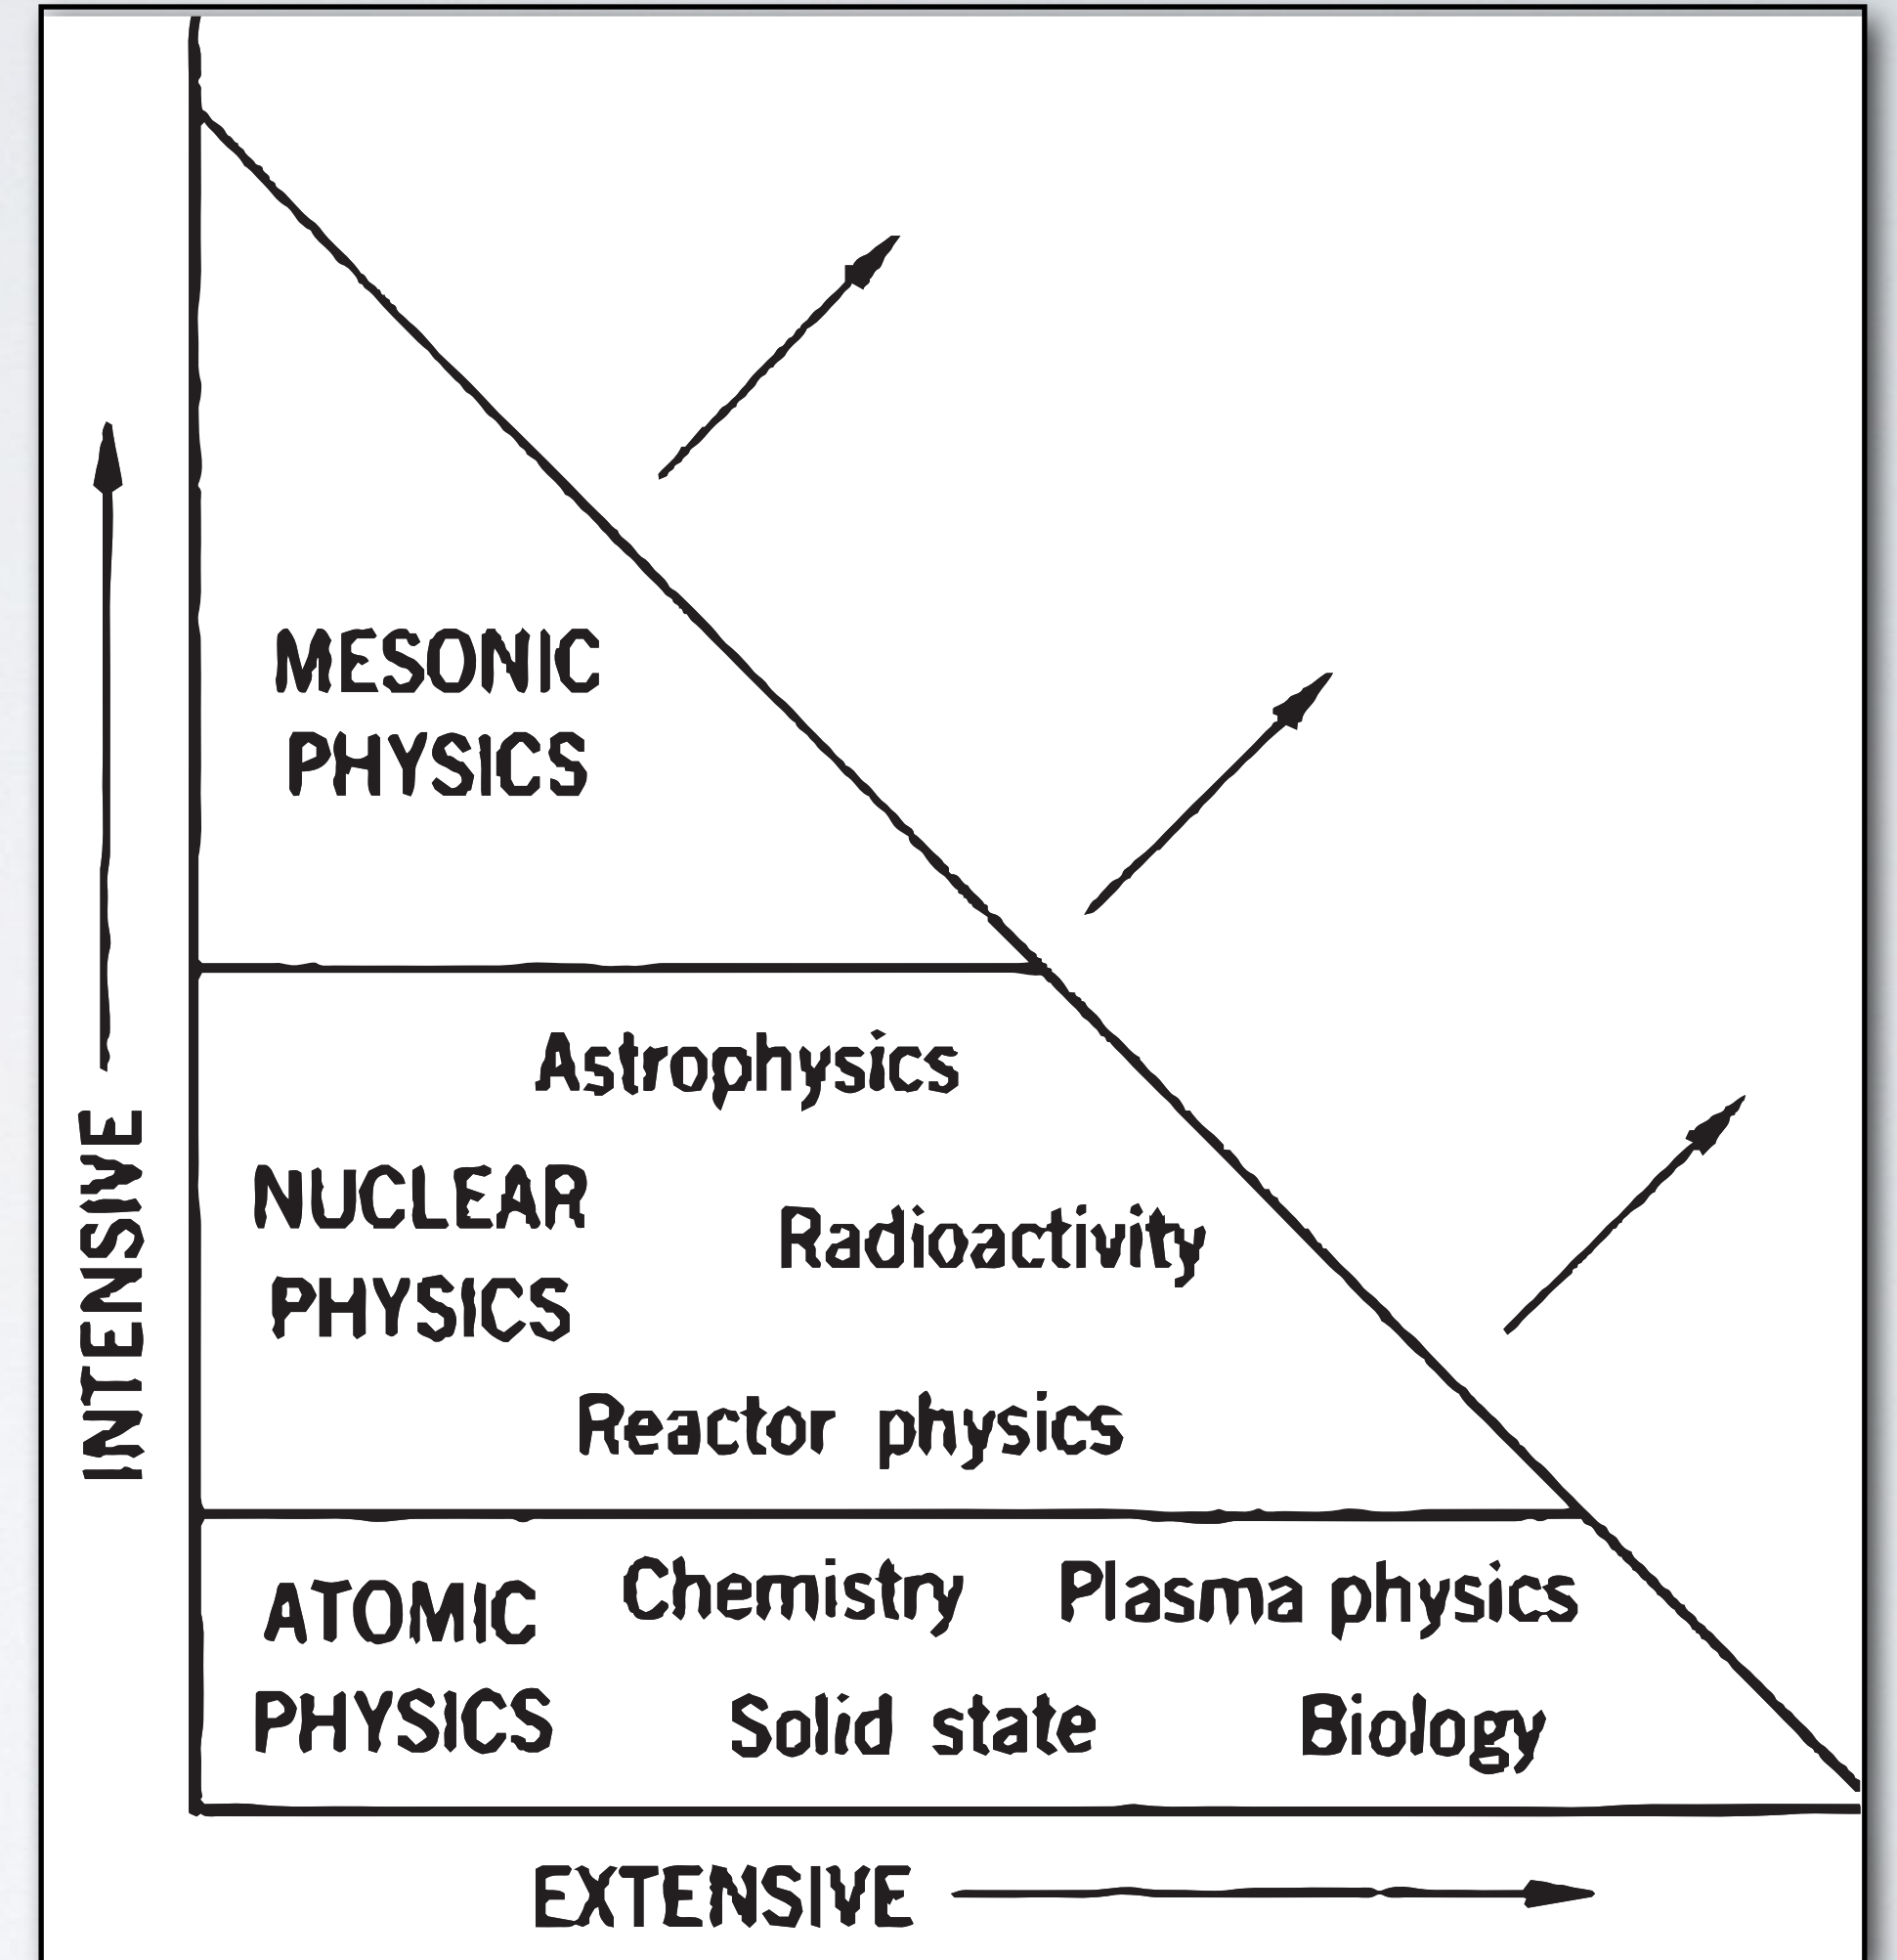 MESONIC
PHYSICS
Astrophysics
NUCLEAR
PHYSICS
Radioactivity
Reactor physics
ATOMIC
PHYSICS
Chemistry
Plasma physics
Solid state
Biology
INTENSIVE
EXTENSIVE